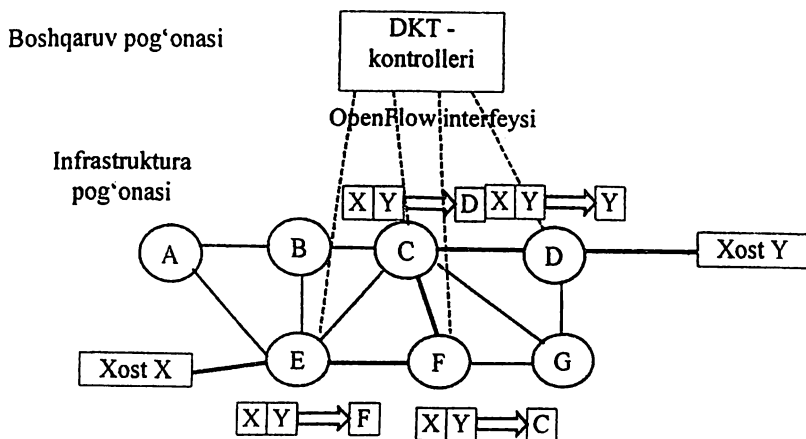 Boshqaruv pog‘onasi
DKT -
kontrolleri
OpenFlow interfeysi
Infrastruktura
pog‘onasi
X Y D X Y Y
A B C D Xost Y
Xost X E F G
X Y F X Y C